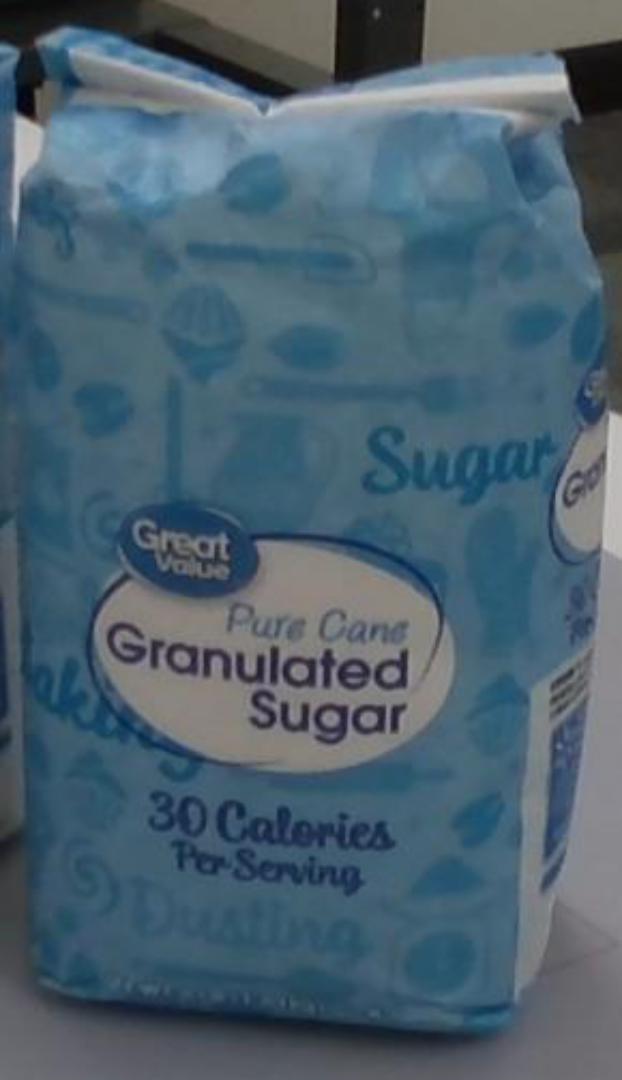 Sugar
Great
Value
Pure Cane
Granulated
Sugar
30 Calories
Per Serving
Dusting